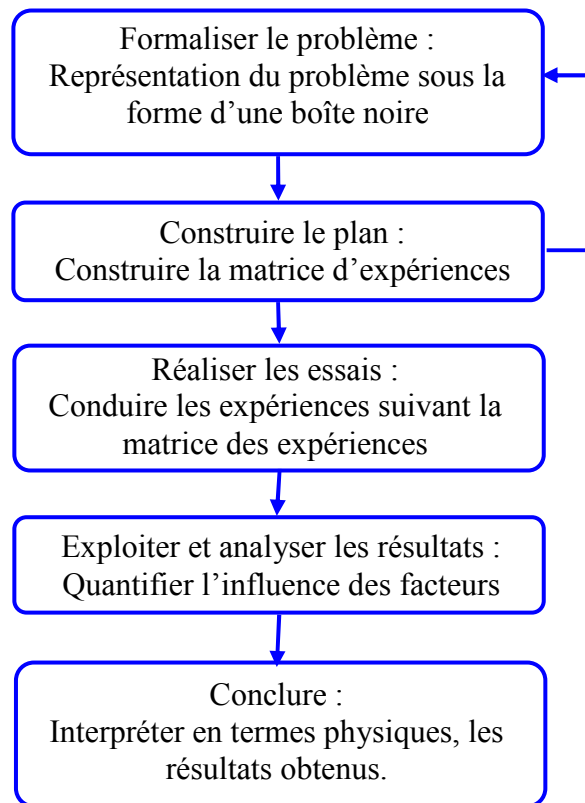 Formaliser le problème :
Représentation du problème sous la
forme d’une boîte noire
Construire le plan :
Construire la matrice d’expériences
Réaliser les essais :
Conduire les expériences suivant la
matrice des expériences
Exploiter et analyser les résultats :
Quantifier l’influence des facteurs
Conclure :
Interpréter en termes physiques, les
résultats obtenus.